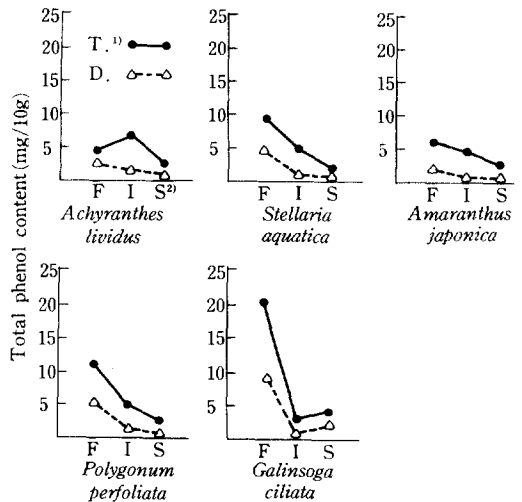 Total phenol content (mg/10g)
25
20
15
10
5
T. 1)
D.
F I S2)
Achyranthes
lividus
25
20
15
10
5
F I S
Stellaria
aquatica
25
20
15
10
5
F I S
Amaranthus
japonica
25
20
15
10
5
F I S
Polygonum
perfoliata
25
20
15
10
5
F I S
Galinsoga
ciliata